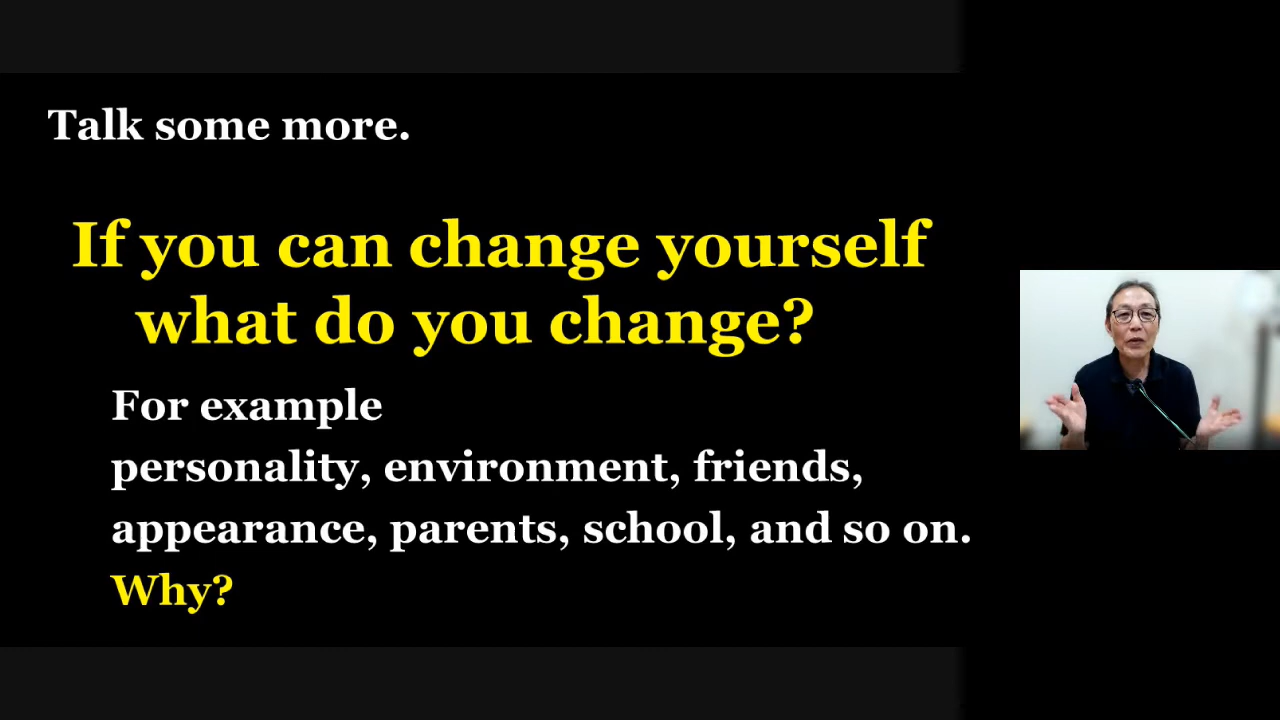 Talk some more.
If you can change yourself
what do you change?
For example
personality, environment, friends,
appearance, parents, school, and so on.
Why?